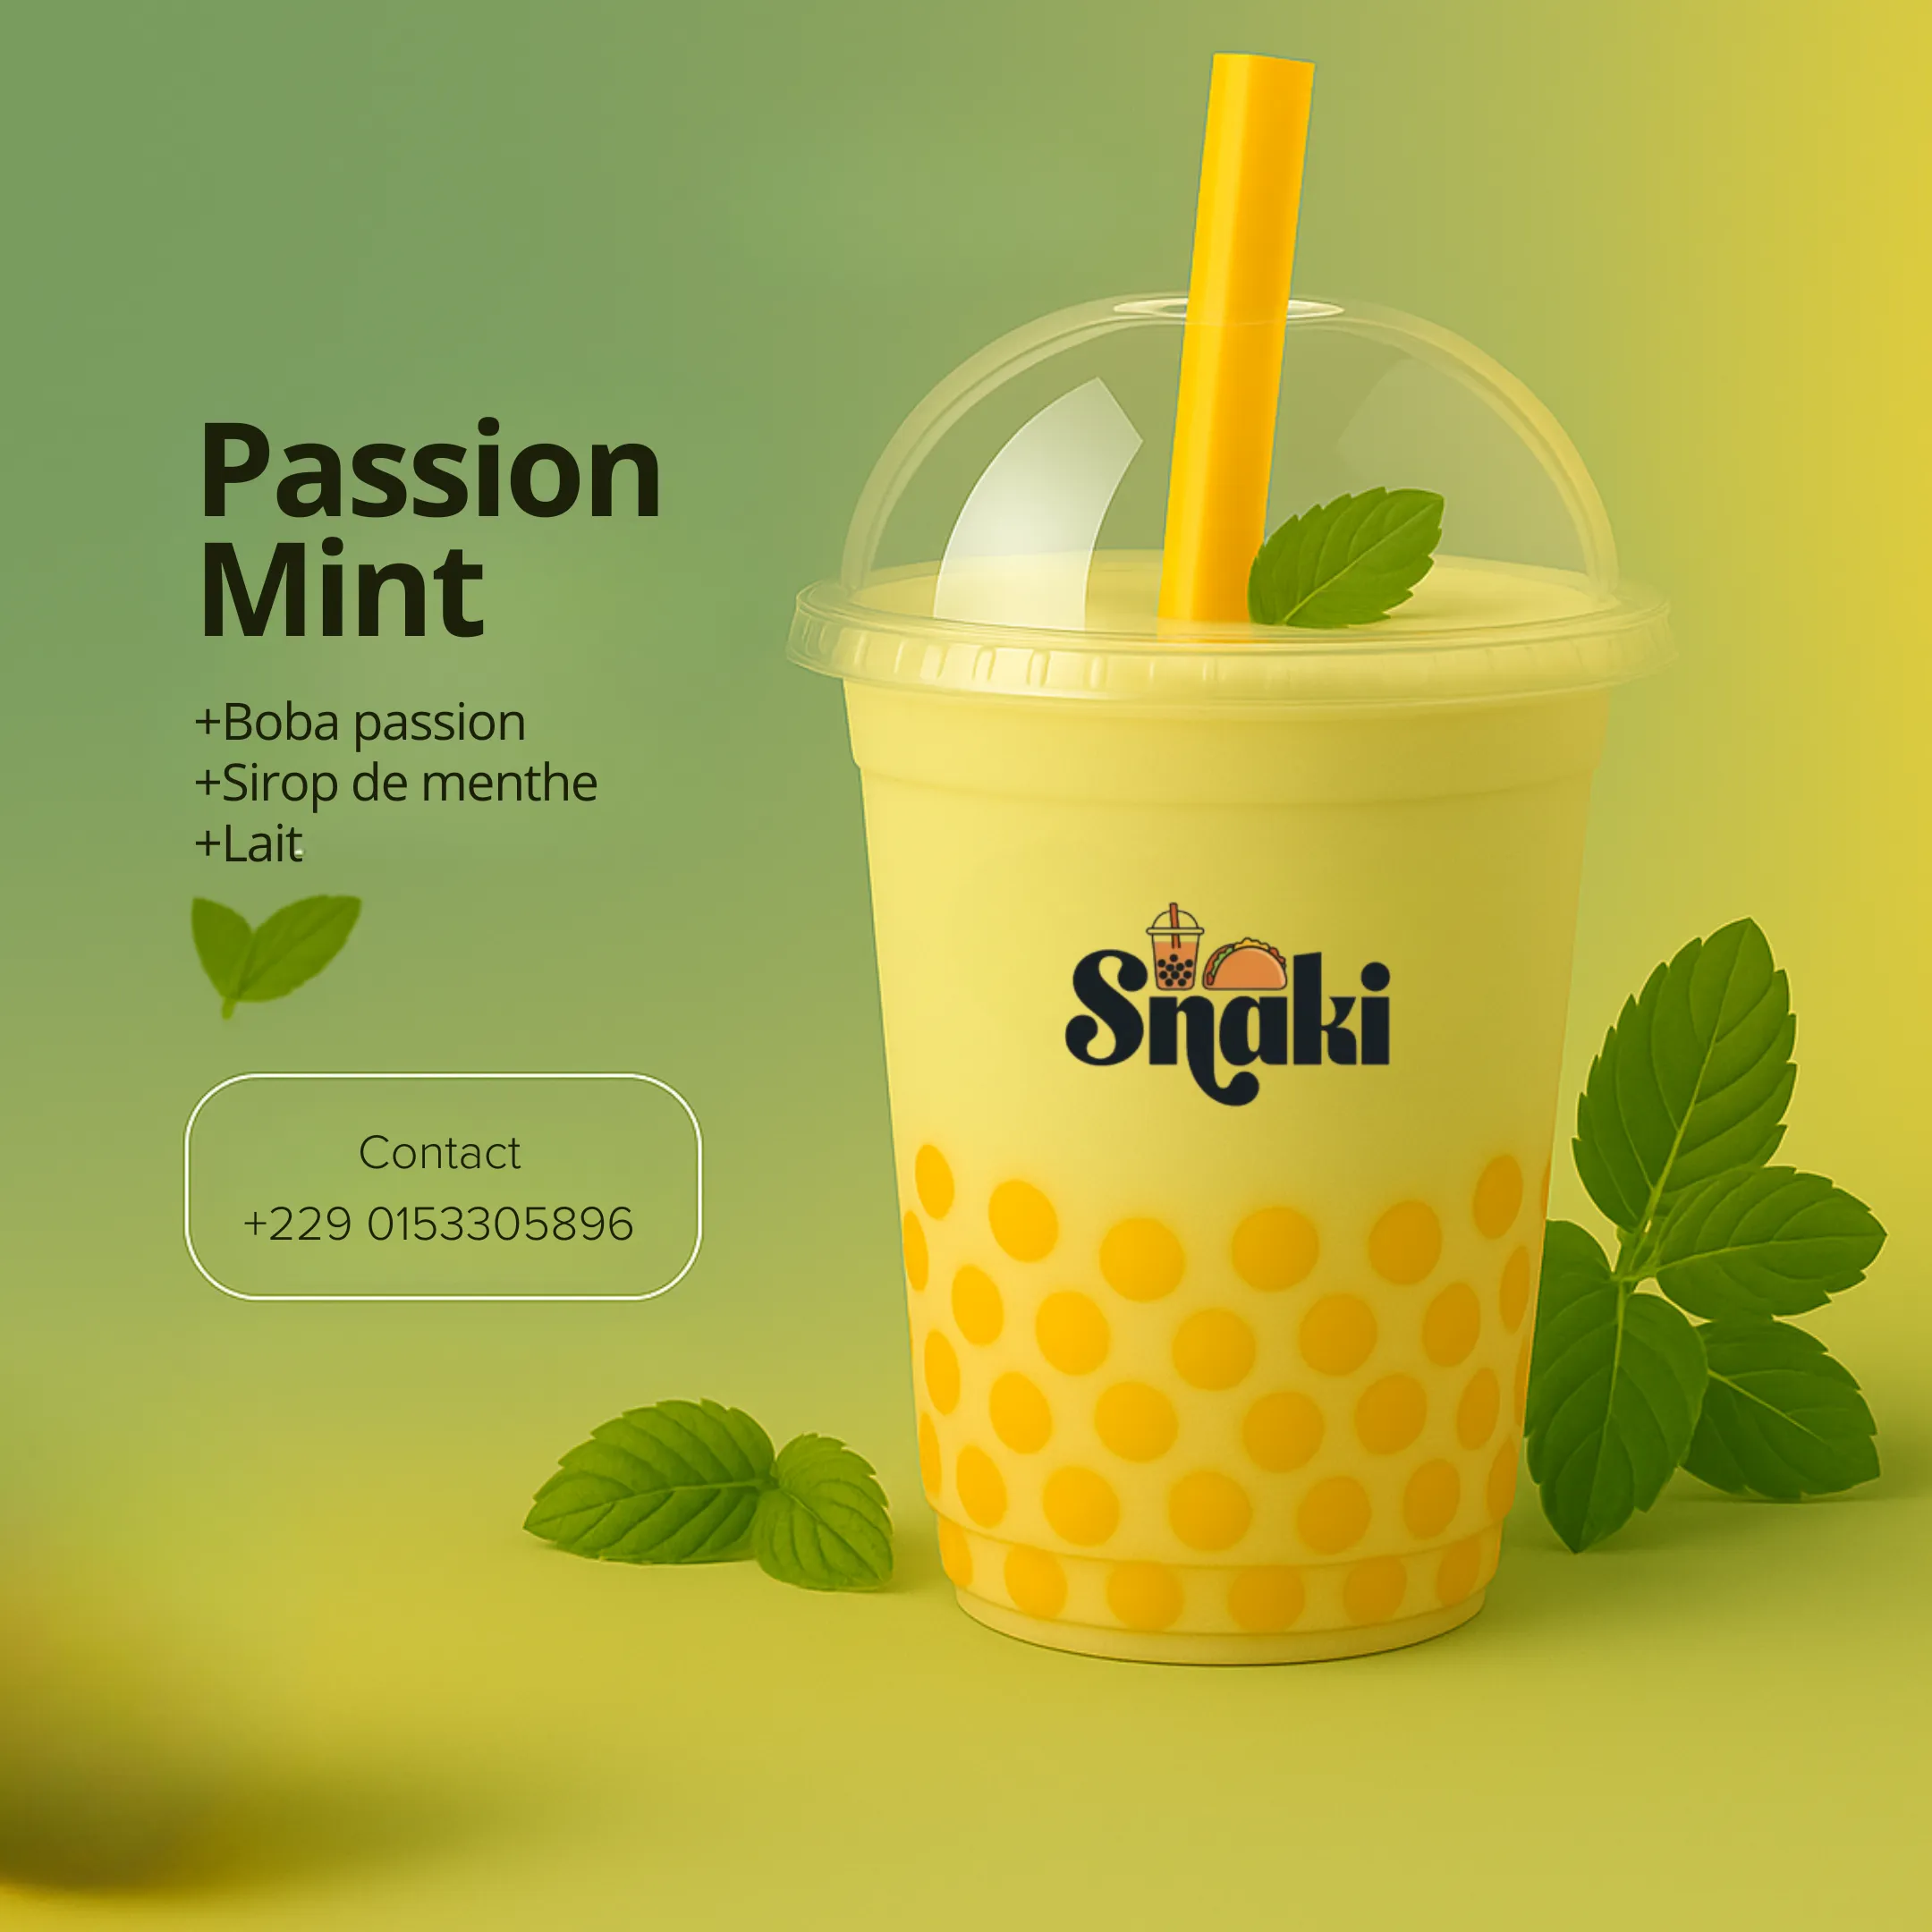 Passion
Mint
+Boba passion
+Sirop de menthe
+Lait
Contact
+229 0153305896
Snaki